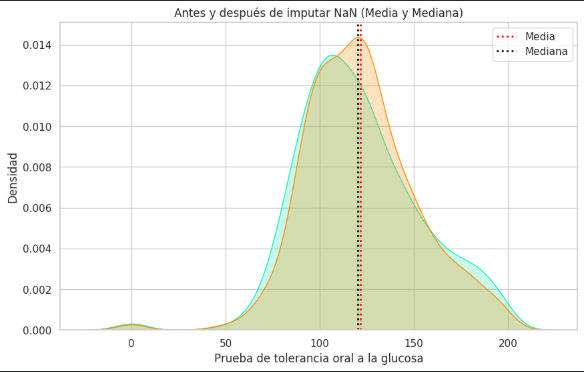 Antes y después de imputar NaN (Media y Mediana)
Media
Mediana
Densidad
0.014
0.012
0.010
0.008
0.006
0.004
0.002
0.000
0
50
100
150
200
Prueba de tolerancia oral a la glucosa